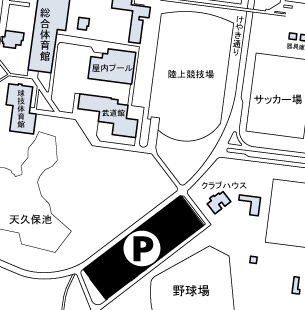 総合体育館
けやき通り
器具庫
屋内プール
陸上競技場
サッカー場
球技体育館
武道館
クラブハウス
天久保池
P
野球場